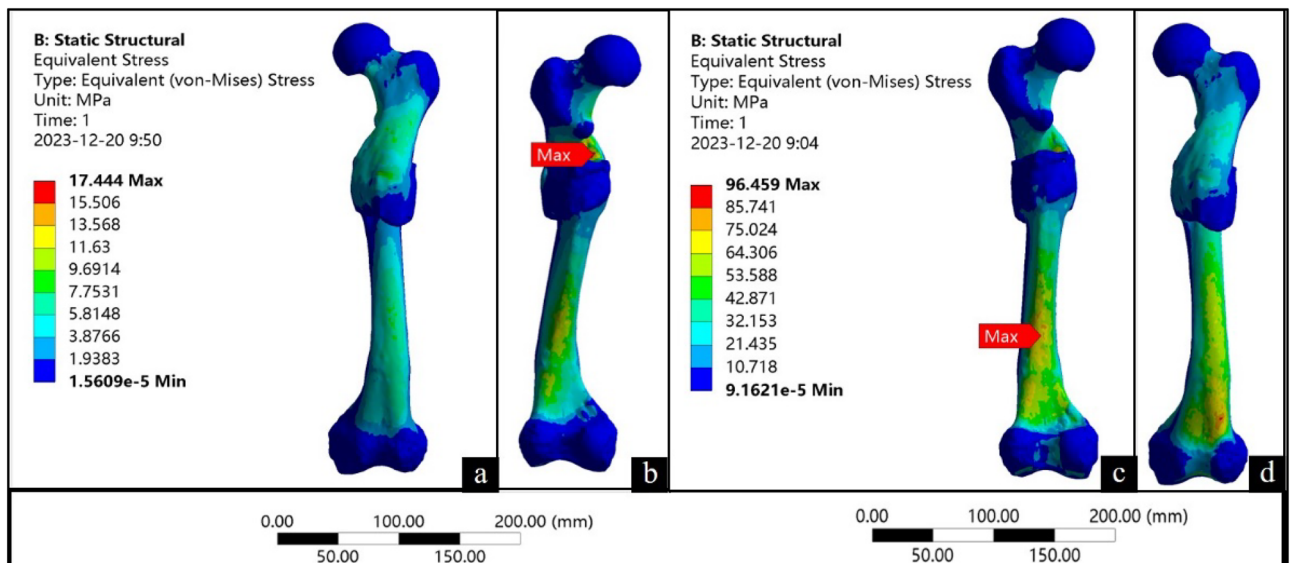 B: Static Structural
Equivalent Stress
Type: Equivalent (von-Mises) Stress
Unit: MPa
Time: 1
2023-12-20 9:50
17.444 Max
15.506
13.568
11.63
9.6914
7.7531
5.8148
3.8766
1.9383
1.5609e-5 Min
a
Max
b
B: Static Structural
Equivalent Stress
Type: Equivalent (von-Mises) Stress
Unit: MPa
Time: 1
2023-12-20 9:04
96.459 Max
85.741
75.024
64.306
53.588
42.871
32.153
21.435
10.718
9.1621e-5 Min
Max
c
d
0.00 100.00 200.00 (mm)
50.00 150.00
0.00 100.00 200.00 (mm)
50.00 150.00